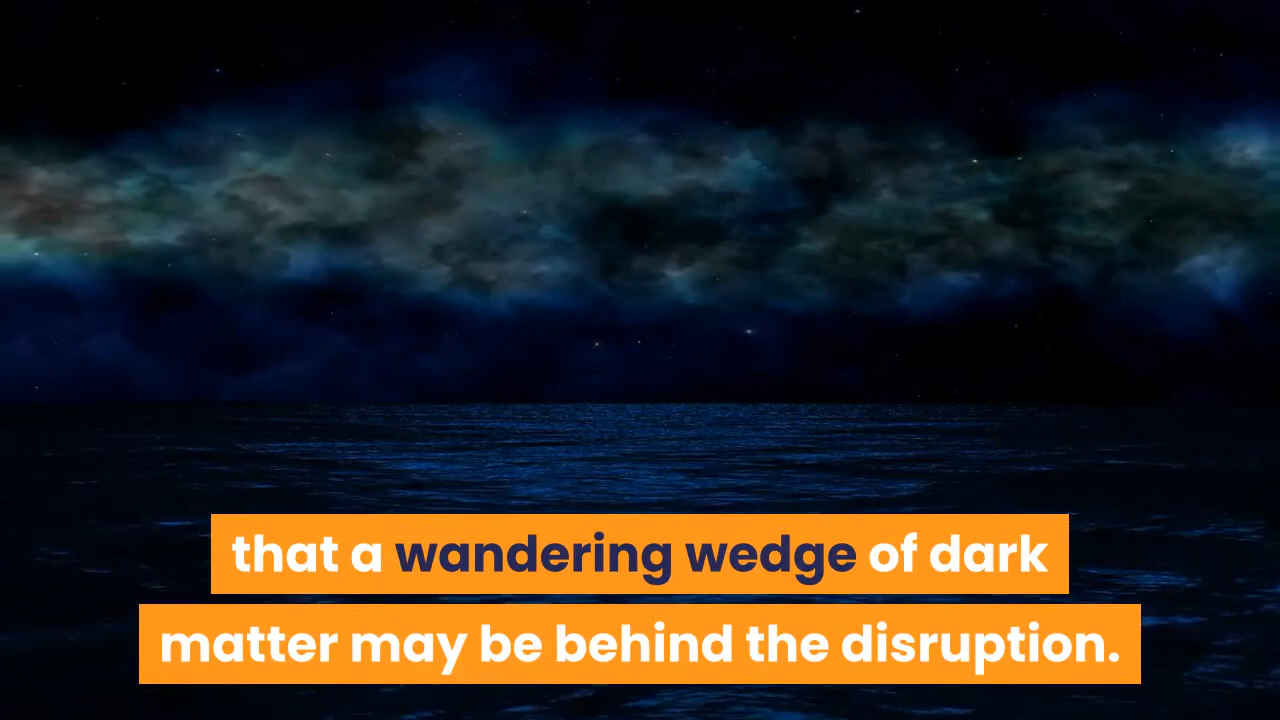 that a wandering wedge of dark
matter may be behind the disruption.